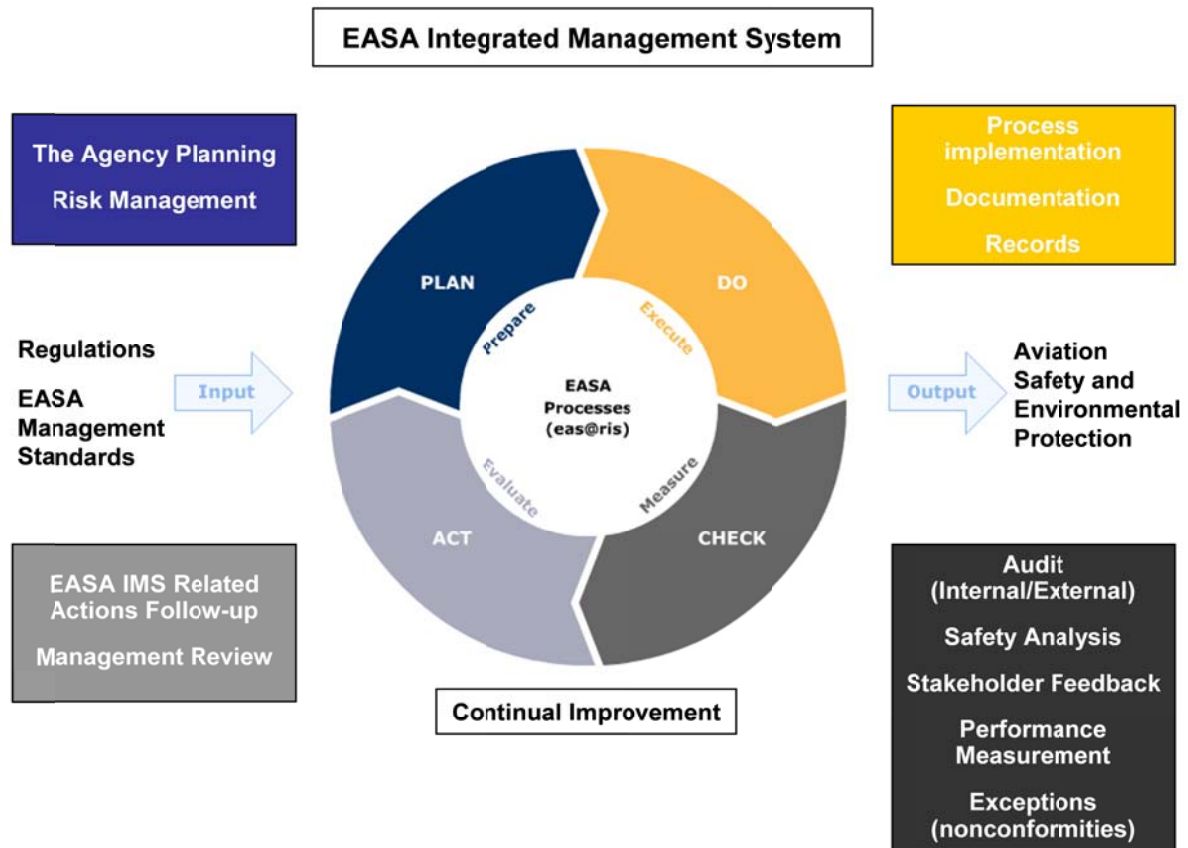 EASA Integrated Management System
The Agency Planning
Risk Management
Process
implementation
Documentation
Records
PLAN
DO
Prepare
Execute
Regulations
EASA
Management
Standards
Input
EASA
Processes
(eas@ris)
Output
Aviation
Safety and
Environmental
Protection
Evaluate
Measure
ACT
CHECK
EASA IMS Related
Actions Follow-up
Management Review
Audit
(Internal/External)
Safety Analysis
Stakeholder Feedback
Performance
Measurement
Exceptions
(nonconformities)
Continual Improvement